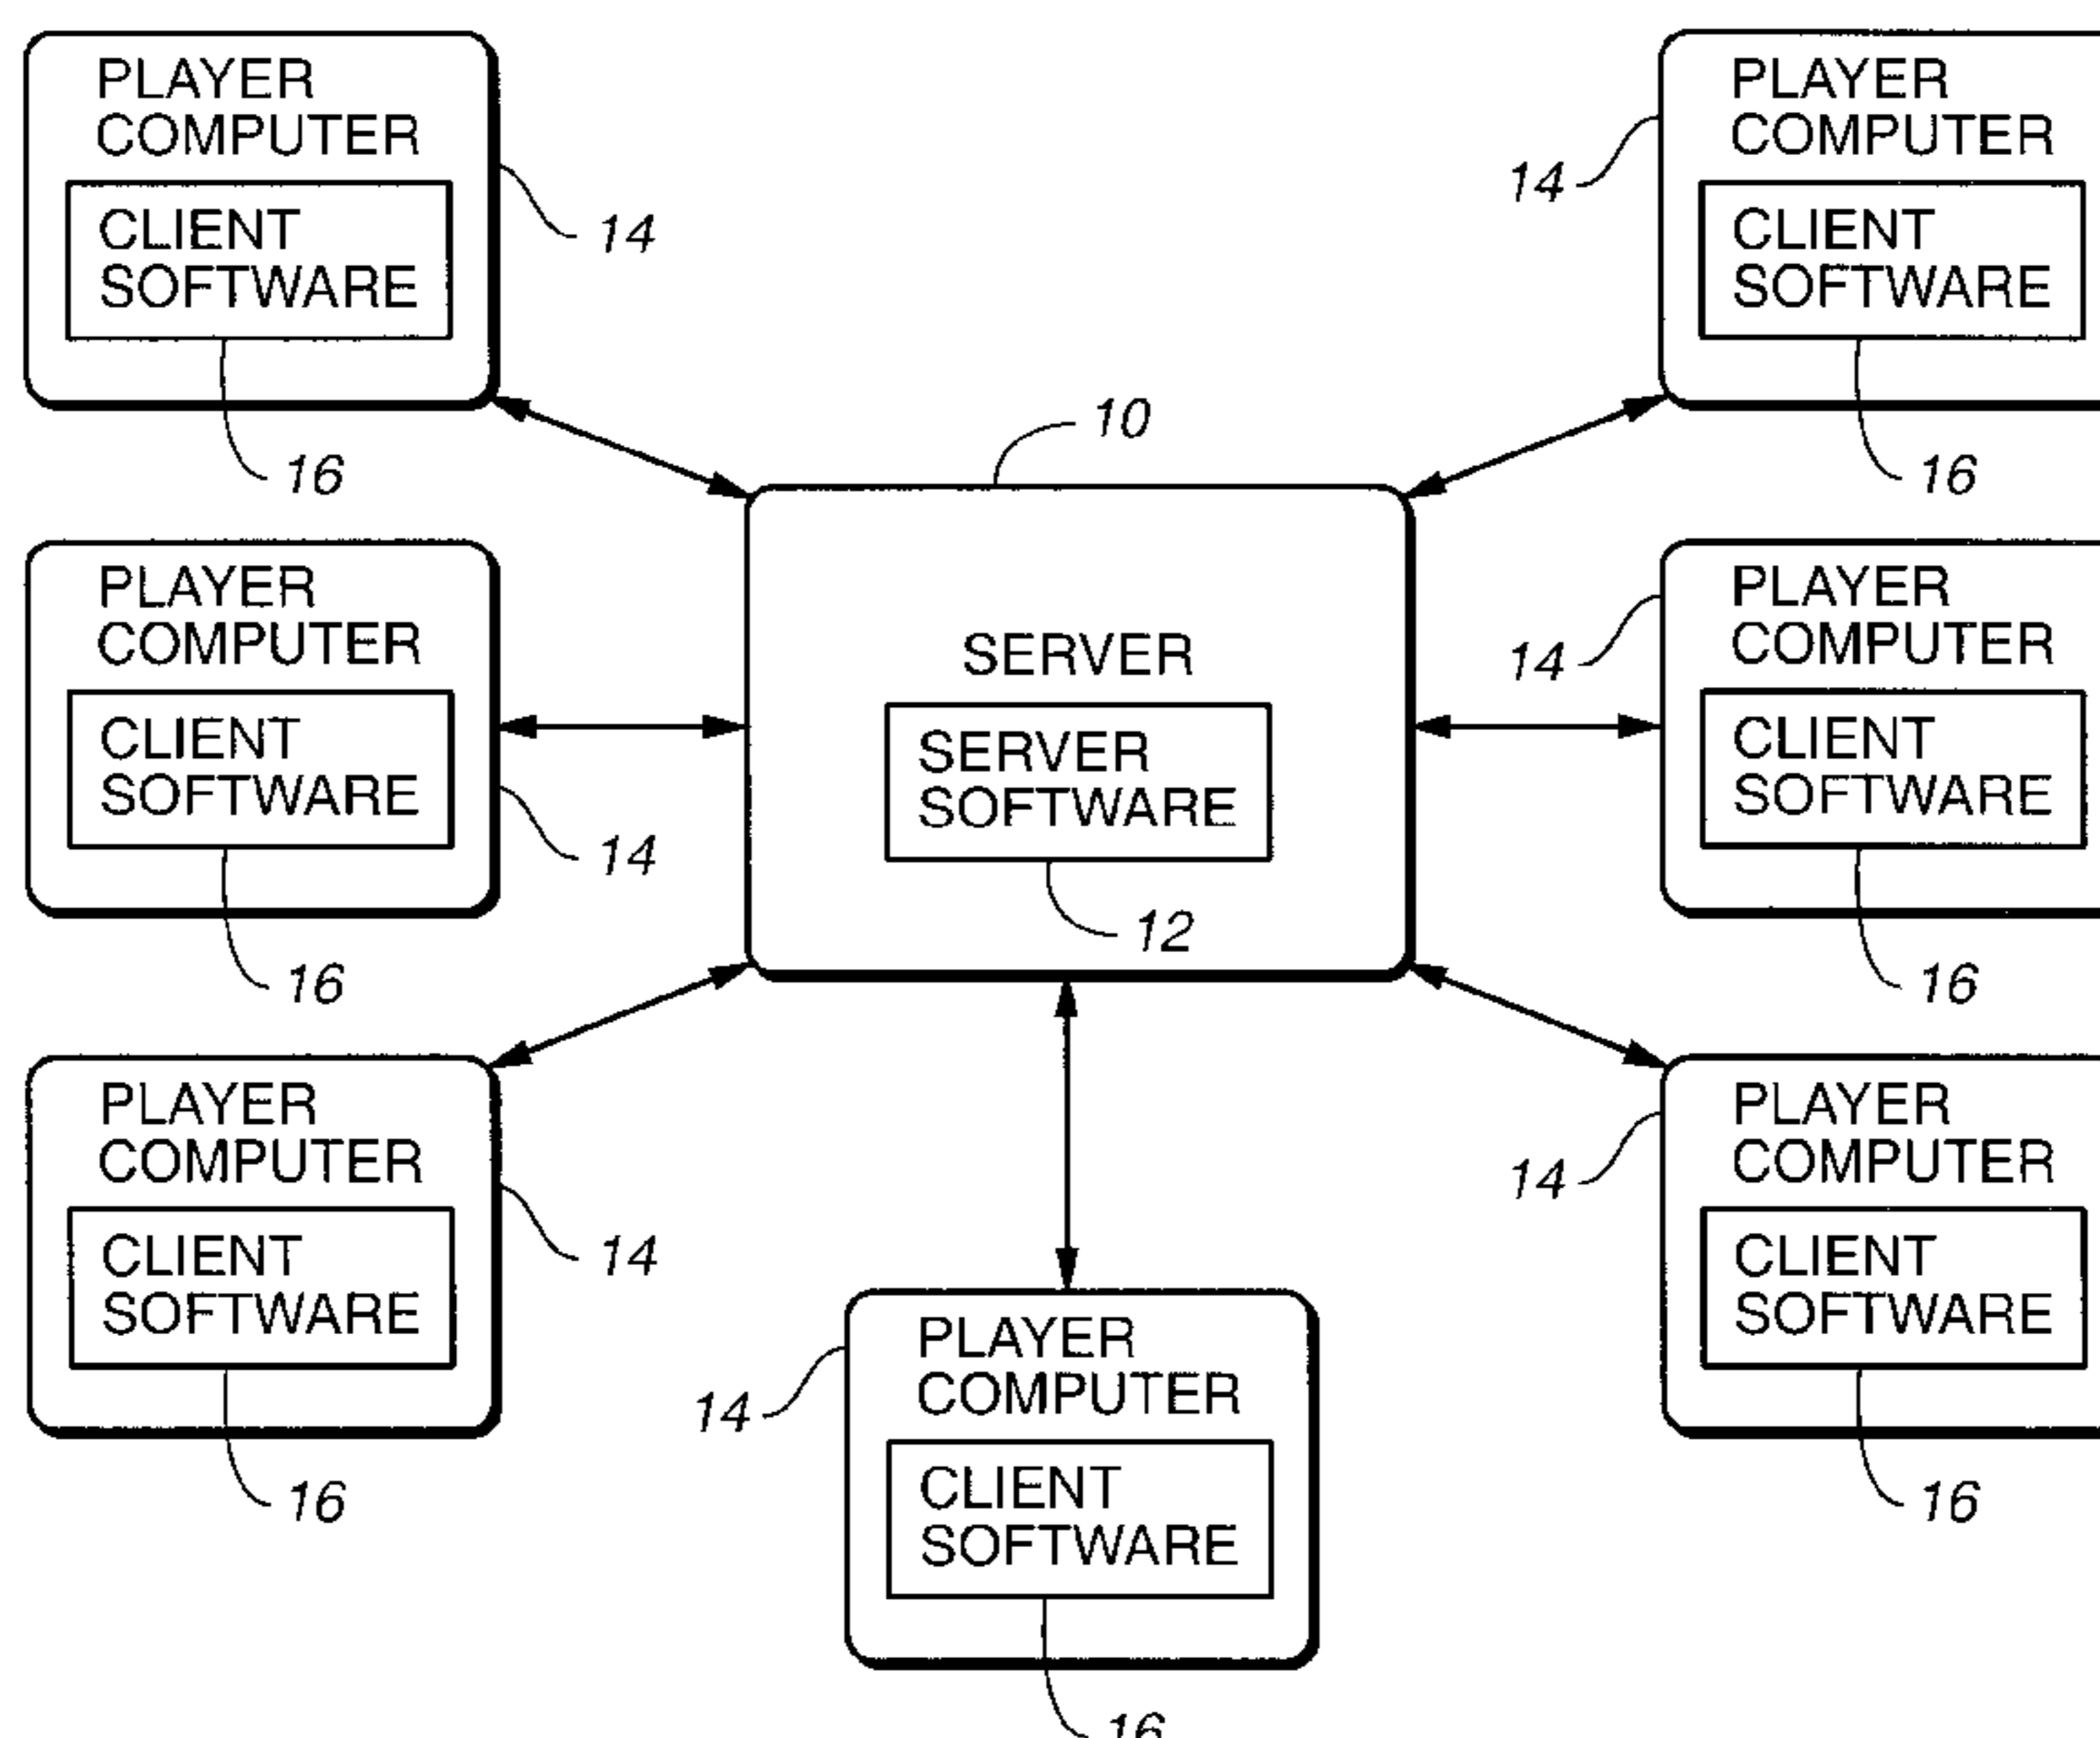 PLAYER
COMPUTER
CLIENT
SOFTWARE
14
16
PLAYER
COMPUTER
CLIENT
SOFTWARE
14
16
10
SERVER
SERVER
SOFTWARE
12
PLAYER
COMPUTER
CLIENT
SOFTWARE
14
16
PLAYER
COMPUTER
CLIENT
SOFTWARE
14
16
PLAYER
COMPUTER
CLIENT
SOFTWARE
14
16
PLAYER
COMPUTER
CLIENT
SOFTWARE
14
16
PLAYER
COMPUTER
CLIENT
SOFTWARE
14
16